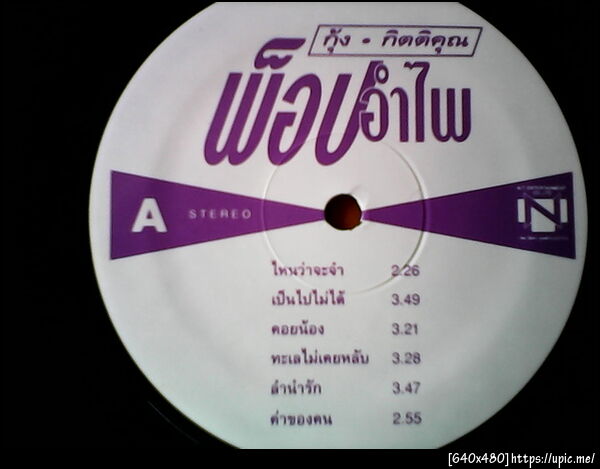 กุ้ง • กิตติคุณ
พ็อปอำไพ
A STEREO
N
ไหนว่าจะจำ 2.26
เป็นไปไม่ได้ 3.49
คอยน้อง 3.21
ทะเลไม่เคยหลับ 3.28
ลำนำรัก 3.47
ค่าของคน 2.55
[640x480]https://upic.me/